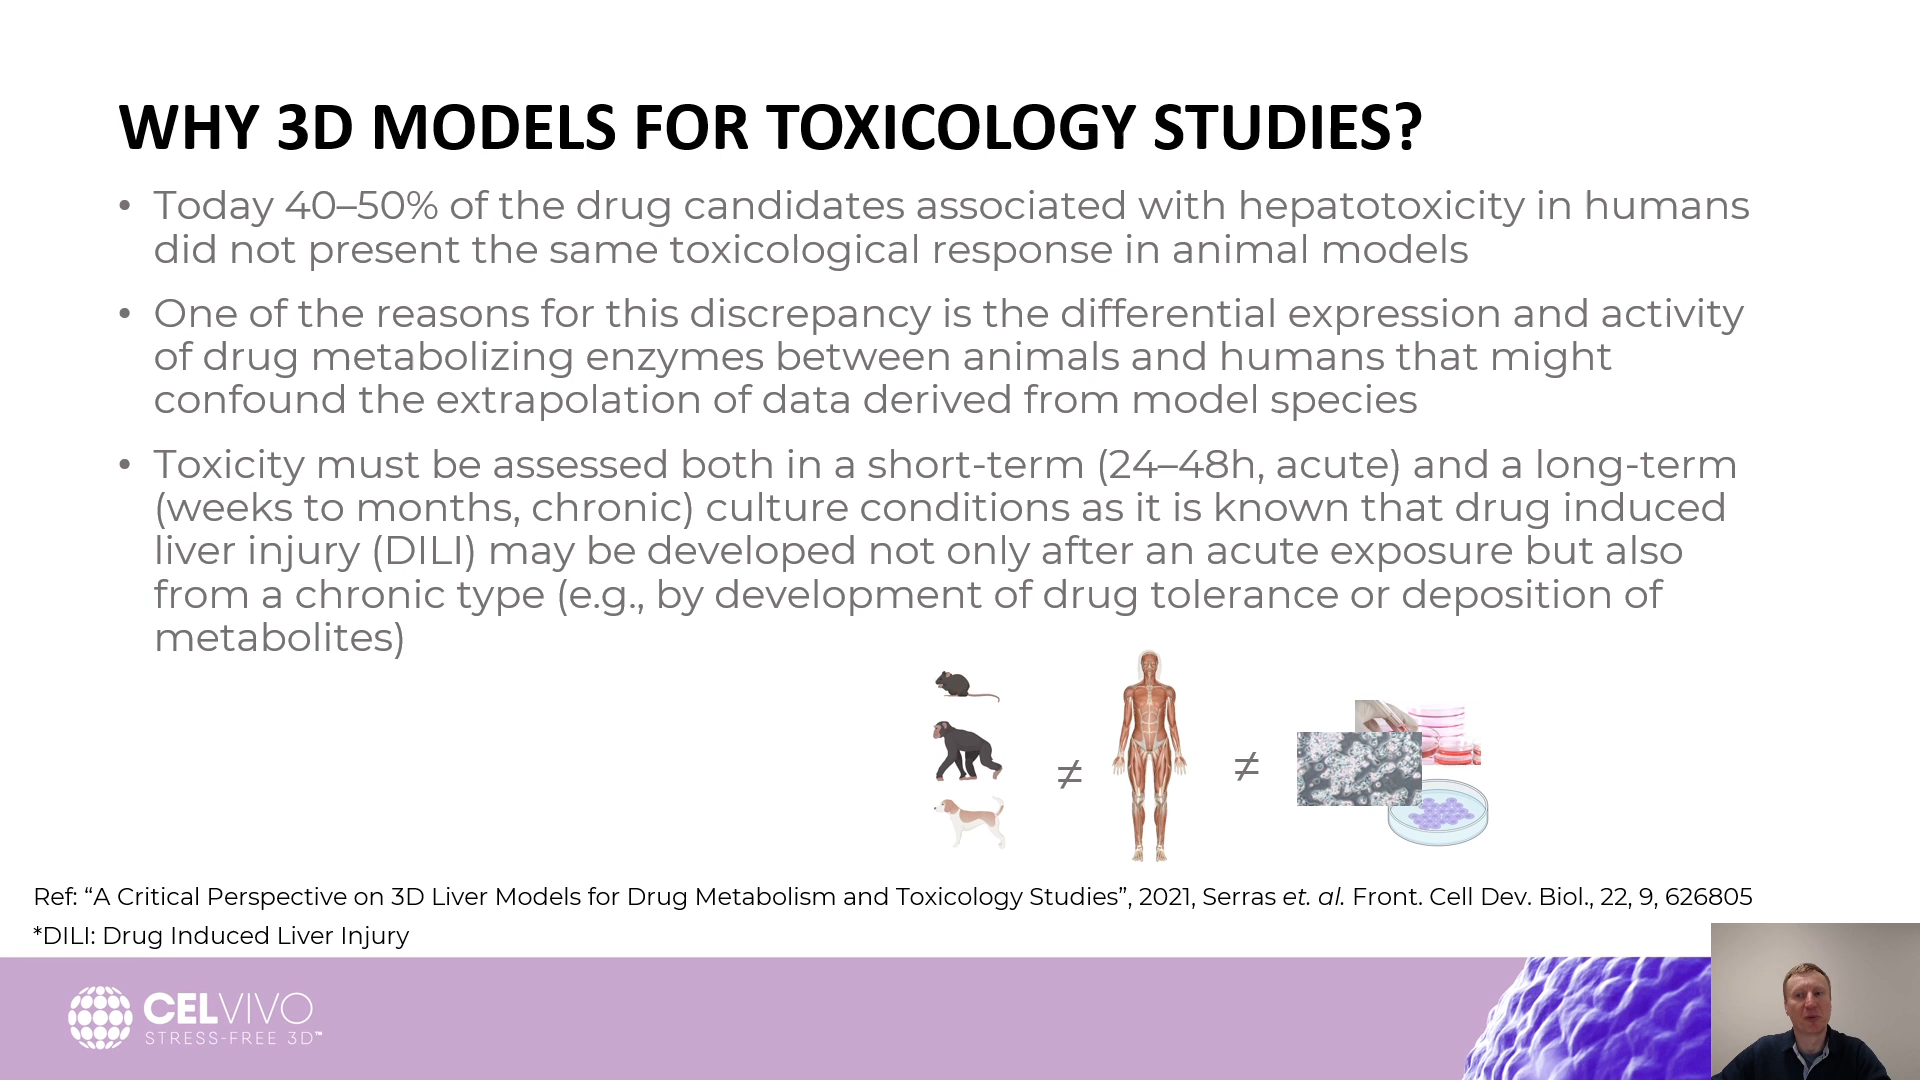 WHY 3D MODELS FOR TOXICOLOGY STUDIES?
• Today 40–50% of the drug candidates associated with hepatotoxicity in humans
did not present the same toxicological response in animal models
• One of the reasons for this discrepancy is the differential expression and activity
of drug metabolizing enzymes between animals and humans that might
confound the extrapolation of data derived from model species
• Toxicity must be assessed both in a short-term (24–48h, acute) and a long-term
(weeks to months, chronic) culture conditions as it is known that drug induced
liver injury (DILI) may be developed not only after an acute exposure but also
from a chronic type (e.g., by development of drug tolerance or deposition of
metabolites)
≠ ≠
Ref: “A Critical Perspective on 3D Liver Models for Drug Metabolism and Toxicology Studies”, 2021, Serras et. al. Front. Cell Dev. Biol., 22, 9, 626805
*DILI: Drug Induced Liver Injury
CELVIVO
STRESS-FREE 3D™